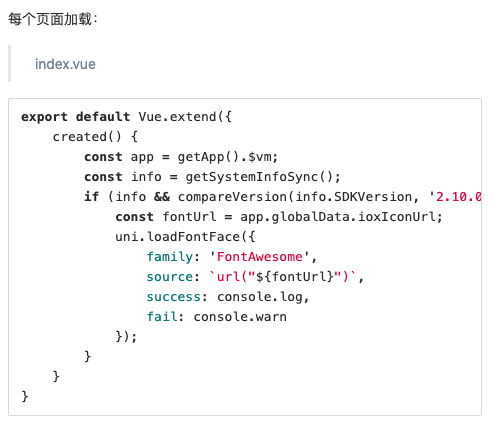 每个页面加载：
index.vue
export default Vue.extend({
    created() {
        const app = getApp().$vm;
        const info = getSystemInfoSync();
        if (info && compareVersion(info.SDKVersion, '2.10.0
            const fontUrl = app.globalData.ioxIconUrl;
            uni.loadFontFace({
                family: 'FontAwesome',
                source: `url("${fontUrl}")`,
                success: console.log,
                fail: console.warn
            });
        }
    }
}